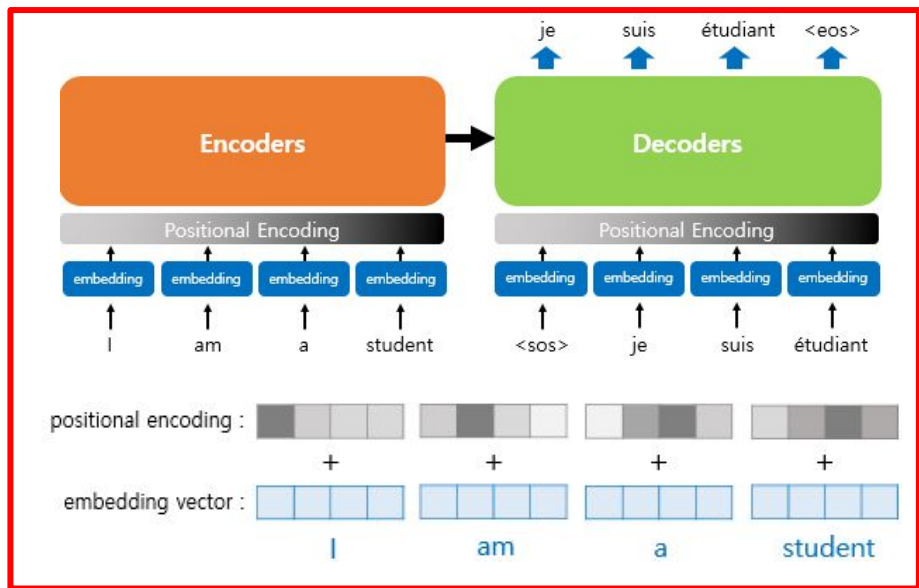 je suis étudiant <eos>
Encoders
Decoders
Positional Encoding
Positional Encoding
embedding embedding embedding embedding
embedding embedding embedding embedding
I am a student
<sos> je suis étudiant
positional encoding :
+ + + +
embedding vector :
I am a student